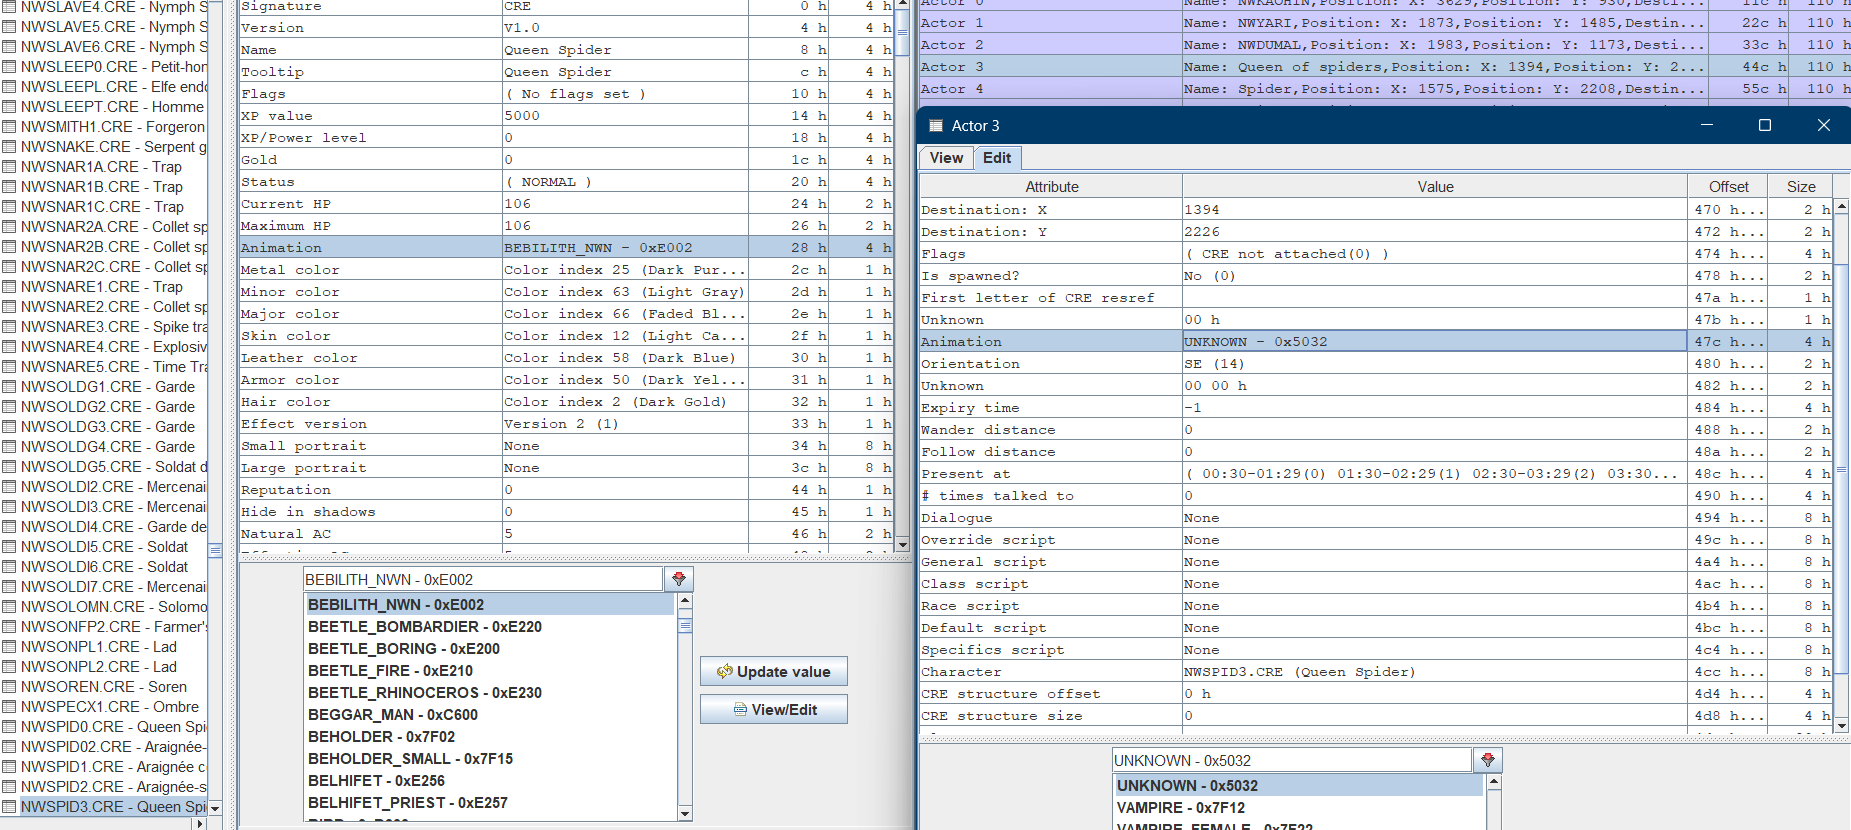 NWSLAVE4.CRE - Nymph S
NWSLAVE5.CRE - Nymph S
NWSLAVE6.CRE - Nymph S
NWSLEEP0.CRE - Petit-hon
NWSLEEPL.CRE - Elfe endo
NWSLEEPT.CRE - Homme
NWSMITH1.CRE - Forgeron
NWSNAKE.CRE - Serpent g
NWSNAR1A.CRE - Trap
NWSNAR1B.CRE - Trap
NWSNAR1C.CRE - Trap
NWSNAR2A.CRE - Collet sp
NWSNAR2B.CRE - Collet sp
NWSNAR2C.CRE - Collet sp
NWSNARE1.CRE - Trap
NWSNARE2.CRE - Collet sp
NWSNARE3.CRE - Spike tra
NWSNARE4.CRE - Explosiv
NWSNARE5.CRE - Time Tra
NWSOLDG1.CRE - Garde
NWSOLDG2.CRE - Garde
NWSOLDG3.CRE - Garde
NWSOLDG4.CRE - Garde
NWSOLDG5.CRE - Soldat d
NWSOLDI2.CRE - Mercenai
NWSOLDI3.CRE - Mercenai
NWSOLDI4.CRE - Garde de
NWSOLDI5.CRE - Soldat
NWSOLDI6.CRE - Soldat
NWSOLDI7.CRE - Mercenai
NWSOLOMN.CRE - Solomo
NWSONFP2.CRE - Farmer's
NWSONPL1.CRE - Lad
NWSONPL2.CRE - Lad
NWSOREN.CRE - Soren
NWSPECX1.CRE - Ombre
NWSPID0.CRE - Queen Spi
NWSPID02.CRE - Araignée-
NWSPID1.CRE - Araignée c
NWSPID2.CRE - Araignée-s
NWSPID3.CRE - Queen Spi
Signature CRE 0 h 4 h
Version V1.0 4 h 4 h
Name Queen Spider 8 h 4 h
Tooltip Queen Spider c h 4 h
Flags ( No flags set ) 10 h 4 h
XP value 5000 14 h 4 h
XP/Power level 0 18 h 4 h
Gold 0 1c h 4 h
Status ( NORMAL ) 20 h 4 h
Current HP 106 24 h 2 h
Maximum HP 106 26 h 2 h
Animation BEBILITH_NWN - 0xE002 28 h 4 h
Metal color Color index 25 (Dark Pur... 2c h 1 h
Minor color Color index 63 (Light Gray) 2d h 1 h
Major color Color index 66 (Faded Bl... 2e h 1 h
Skin color Color index 12 (Light Ca... 2f h 1 h
Leather color Color index 58 (Dark Blue) 30 h 1 h
Armor color Color index 50 (Dark Yel... 31 h 1 h
Hair color Color index 2 (Dark Gold) 32 h 1 h
Effect version Version 2 (1) 33 h 1 h
Small portrait None 34 h 8 h
Large portrait None 3c h 8 h
Reputation 0 44 h 1 h
Hide in shadows 0 45 h 1 h
Natural AC 5 46 h 2 h
BEBILITH_NWN - 0xE002
BEBILITH_NWN - 0xE002
BEETLE_BOMBARDIER - 0xE220
BEETLE_BORING - 0xE200
BEETLE_FIRE - 0xE210
BEETLE_RHINOCEROS - 0xE230
BEGGAR_MAN - 0xC600
BEHOLDER - 0x7F02
BEHOLDER_SMALL - 0x7F15
BELHIFET - 0xE256
BELHIFET_PRIEST - 0xE257
Update value
View/Edit
Actor 0 Name: NWKAOHIN,Position: X: 3629,Position: Y: 930,Desti... 11c h 110 h
Actor 1 Name: NWYARI,Position: X: 1873,Position: Y: 1485,Destin... 22c h 110 h
Actor 2 Name: NWDUMAL,Position: X: 1983,Position: Y: 1173,Desti... 33c h 110 h
Actor 3 Name: Queen of spiders,Position: X: 1394,Position: Y: 2... 44c h 110 h
Actor 4 Name: Spider,Position: X: 1575,Position: Y: 2208,Destin... 55c h 110 h
Actor 3
View Edit
Attribute Value Offset Size
Destination: X 1394 470 h... 2 h
Destination: Y 2226 472 h... 2 h
Flags ( CRE not attached(0) ) 474 h... 4 h
Is spawned? No (0) 478 h... 2 h
First letter of CRE resref 47a h... 1 h
Unknown 00 h 47b h... 1 h
Animation UNKNOWN - 0x5032 47c h... 4 h
Orientation SE (14) 480 h... 2 h
Unknown 00 00 h 482 h... 2 h
Expiry time -1 484 h... 4 h
Wander distance 0 488 h... 2 h
Follow distance 0 48a h... 2 h
Present at ( 00:30-01:29(0) 01:30-02:29(1) 02:30-03:29(2) 03:30... 48c h... 4 h
# times talked to 0 490 h... 4 h
Dialogue None 494 h... 8 h
Override script None 49c h... 8 h
General script None 4a4 h... 8 h
Class script None 4ac h... 8 h
Race script None 4b4 h... 8 h
Default script None 4bc h... 8 h
Specifics script None 4c4 h... 8 h
Character NWSPID3.CRE (Queen Spider) 4cc h... 8 h
CRE structure offset 0 h 4d4 h... 4 h
CRE structure size 0 4d8 h... 4 h
UNKNOWN - 0x5032
UNKNOWN - 0x5032
VAMPIRE - 0x7F12
VAMPIRE_FEMALE - 0x7F22